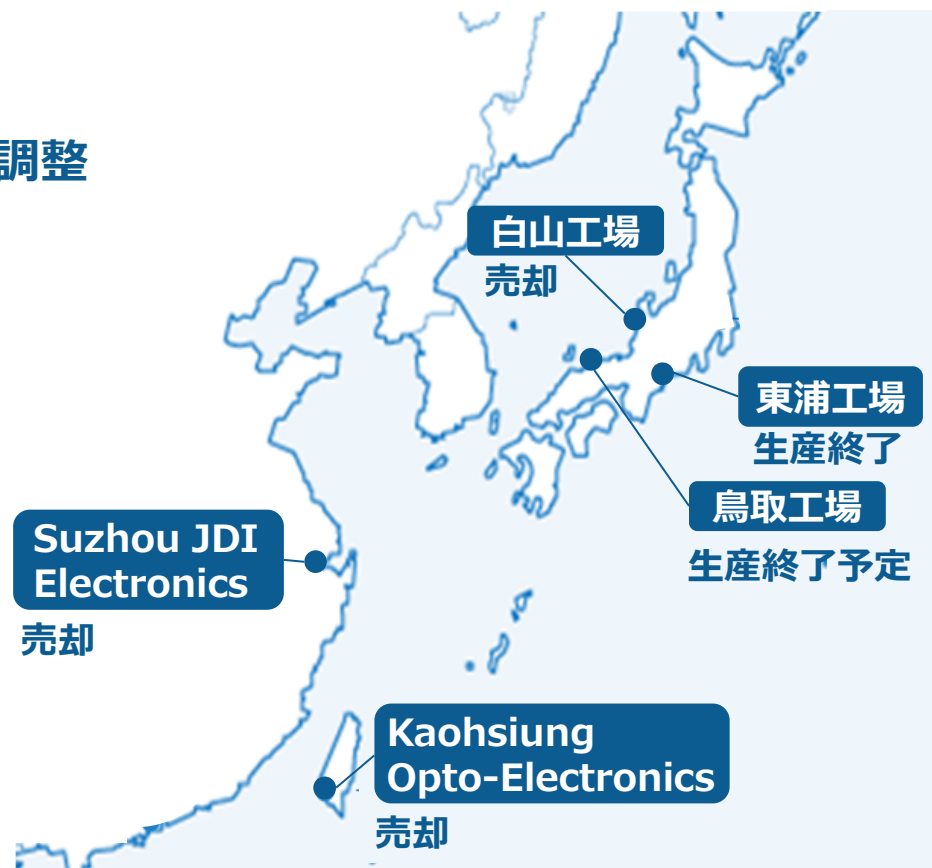 調整
白山工場
売却
東浦工場
生産終了
鳥取工場
生産終了予定
Suzhou JDI
Electronics
売却
Kaohsiung
Opto-Electronics
売却